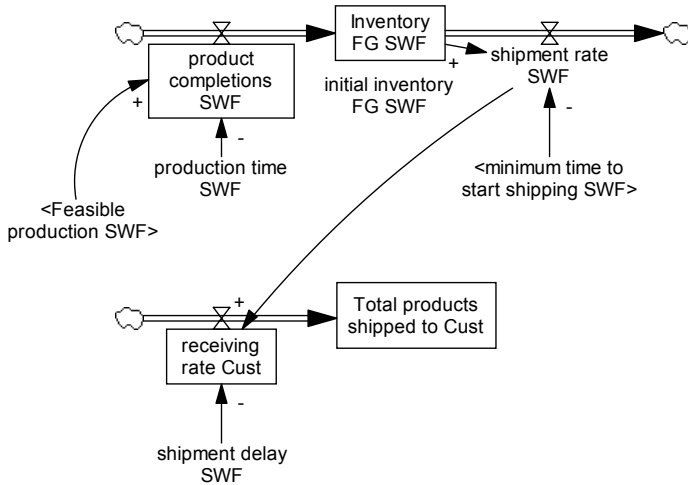 Inventory
FG SWF
product
completions
SWF
+
initial inventory
FG SWF
+
shipment rate
SWF
-
production time
SWF
-
<minimum time to
start shipping SWF>
<Feasible
production SWF>
+
Total products
shipped to Cust
receiving
rate Cust
-
shipment delay
SWF